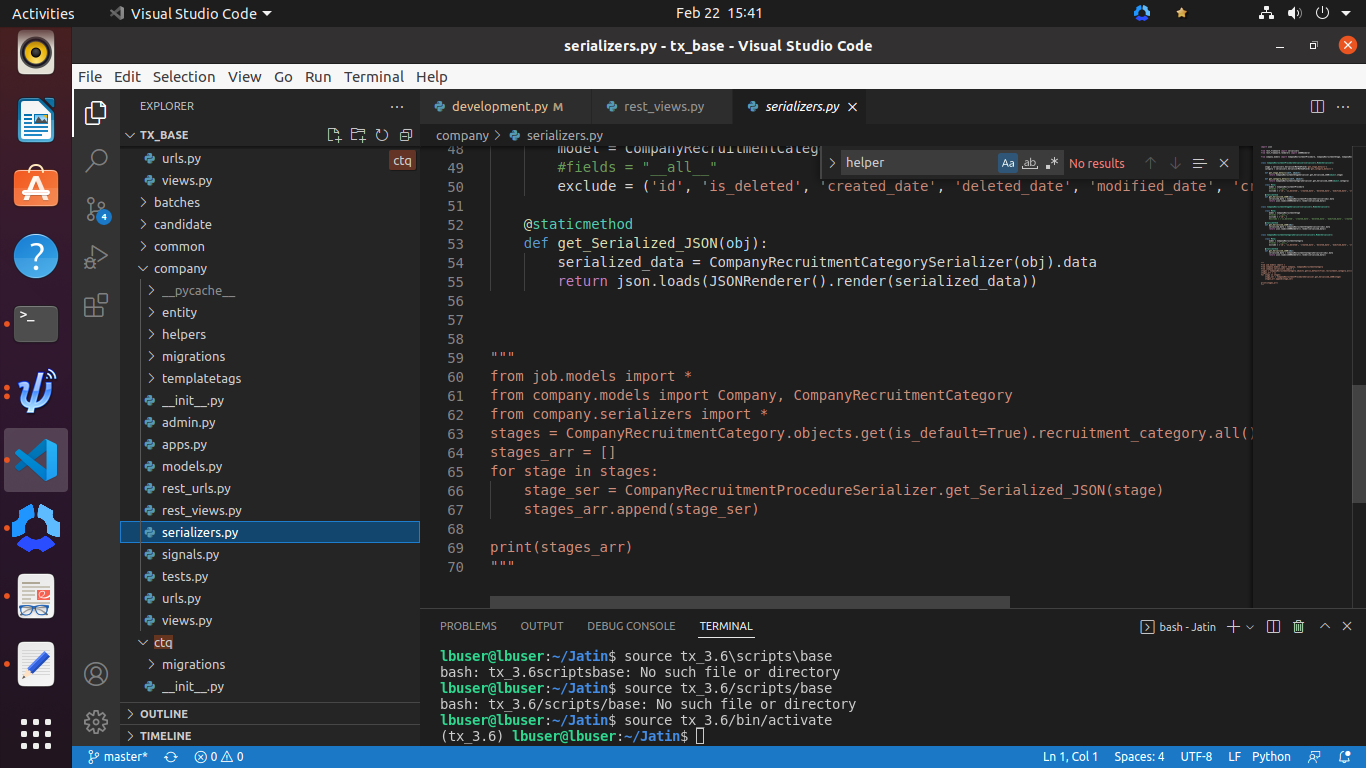 Activities
Visual Studio Code
Feb 22 15:41
serializers.py - tx_base - Visual Studio Code
File Edit Selection View Go Run Terminal Help
EXPLORER
TX_BASE
urls.py
ctq
views.py
batches
candidate
common
company
__pycache__
entity
helpers
migrations
templatetags
__init__.py
admin.py
apps.py
models.py
rest_urls.py
rest_views.py
serializers.py
signals.py
tests.py
urls.py
views.py
ctq
migrations
__init__.py
OUTLINE
TIMELINE
4
development.py M
rest_views.py
serializers.py
company > serializers.py
helper
Aa
ab
No results
48 model = CompanyRecruitmentCateg
49 #fields = "__all__"
50 exclude = ('id', 'is_deleted', 'created_date', 'deleted_date', 'modified_date', 'cr
51
52 @staticmethod
53 def get_Serialized_JSON(obj):
54 serialized_data = CompanyRecruitmentCategorySerializer(obj).data
55 return json.loads(JSONRenderer().render(serialized_data))
56
57
58
59 """
60 from job.models import *
61 from company.models import Company, CompanyRecruitmentCategory
62 from company.serializers import *
63 stages = CompanyRecruitmentCategory.objects.get(is_default=True).recruitment_category.all()
64 stages_arr = []
65 for stage in stages:
66 stage_ser = CompanyRecruitmentProcedureSerializer.get_Serialized_JSON(stage)
67 stages_arr.append(stage_ser)
68
69 print(stages_arr)
70 """
PROBLEMS OUTPUT DEBUG CONSOLE TERMINAL
bash - Jatin
lbuser@lbuser:~/Jatin$ source tx_3.6\scripts\base
bash: tx_3.6scriptsbase: No such file or directory
lbuser@lbuser:~/Jatin$ source tx_3.6/scripts/base
bash: tx_3.6/scripts/base: No such file or directory
lbuser@lbuser:~/Jatin$ source tx_3.6/bin/activate
(tx_3.6) lbuser@lbuser:~/Jatin$
master*
0 0
Ln 1, Col 1 Spaces: 4 UTF-8 LF Python